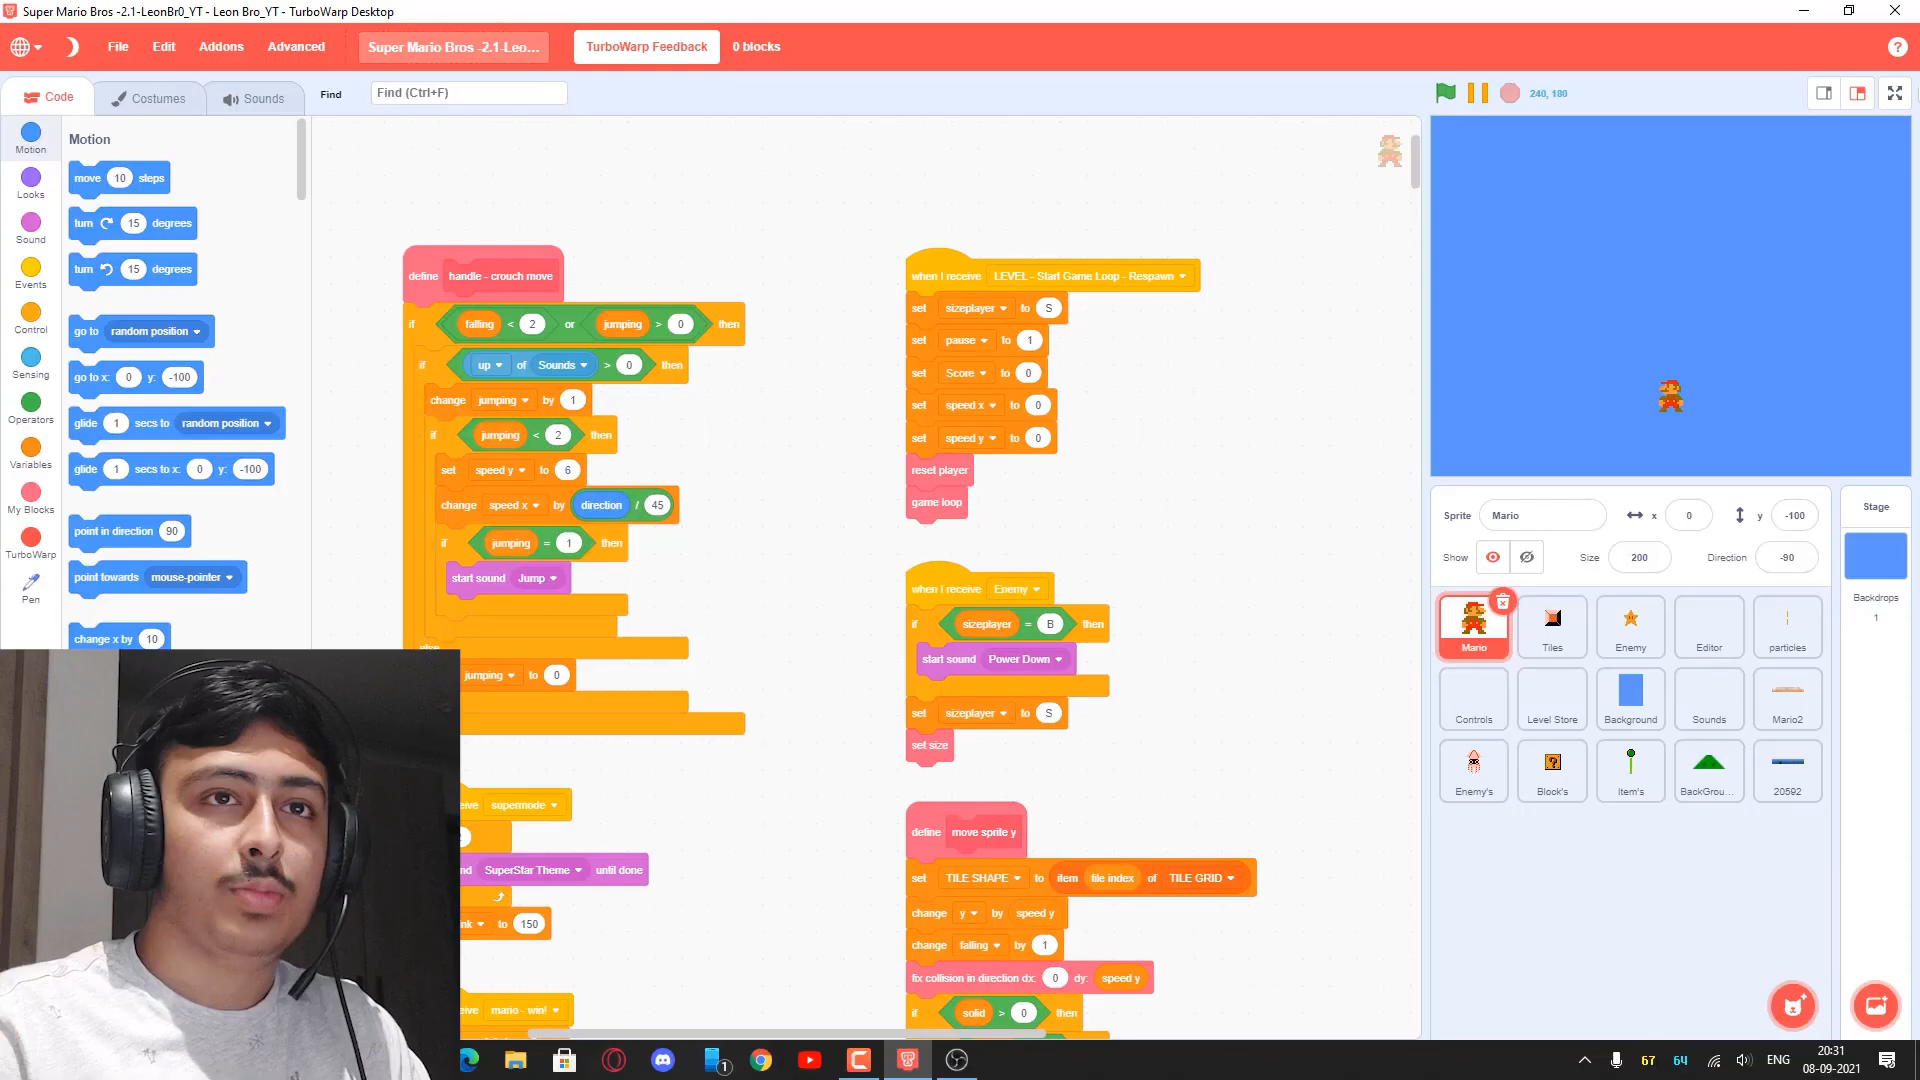 Super Mario Bros -2.1-LeonBr0_YT - Leon Bro_YT - TurboWarp Desktop
File
Edit
Addons
Advanced
Super Mario Bros -2.1-Leo...
TurboWarp Feedback
0 blocks
?
Code
Costumes
Sounds
Find
Find (Ctrl+F)
240, 180
Motion
Looks
Sound
Events
Control
Sensing
Operators
Variables
My Blocks
TurboWarp
Pen
Motion
move 10 steps
turn 15 degrees
turn 15 degrees
go to random position
go to x: 0 y: -100
glide 1 secs to random position
glide 1 secs to x: 0 y: -100
point in direction 90
point towards mouse-pointer
change x by 10
define handle - crouch move
if falling < 2 or jumping > 0 then
if up of Sounds > 0 then
change jumping by 1
if jumping < 2 then
set speed y to 6
change speed x by direction / 45
if jumping = 1 then
start sound Jump
else
jumping to 0
eive supermode
nd SuperStar Theme until done
nk to 150
eive mario - win!
when I receive LEVEL - Start Game Loop - Respawn
set sizeplayer to S
set pause to 1
set Score to 0
set speed x to 0
set speed y to 0
reset player
game loop
when I receive Enemy
if sizeplayer = B then
start sound Power Down
set sizeplayer to S
set size
define move sprite y
set TILE SHAPE to item tile index of TILE GRID
change y by speed y
change falling by 1
fix collision in direction dx: 0 dy: speed y
if solid > 0 then
Sprite Mario x 0 y -100
Show Size 200 Direction -90
Stage
Backdrops
1
Mario
Tiles
Enemy
Editor
particles
Controls
Level Store
Background
Sounds
Mario2
Enemy's
Block's
Item's
BackGrou...
20592
1
67
64
ENG
20:31
08-09-2021